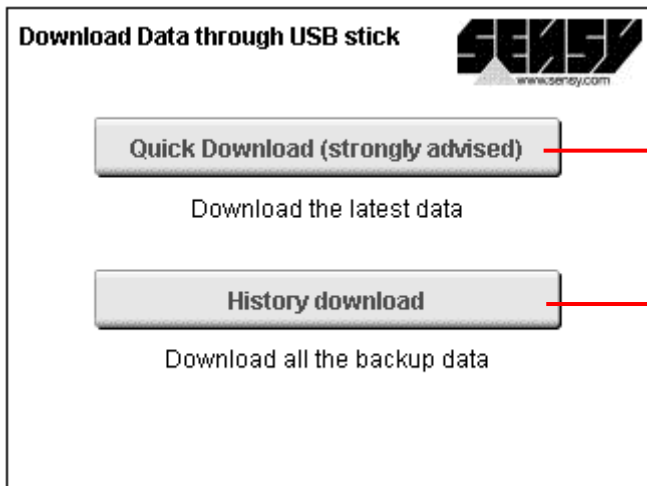 Download Data through USB stick
SENSY
www.sensy.com
Quick Download (strongly advised)
Download the latest data
History download
Download all the backup data